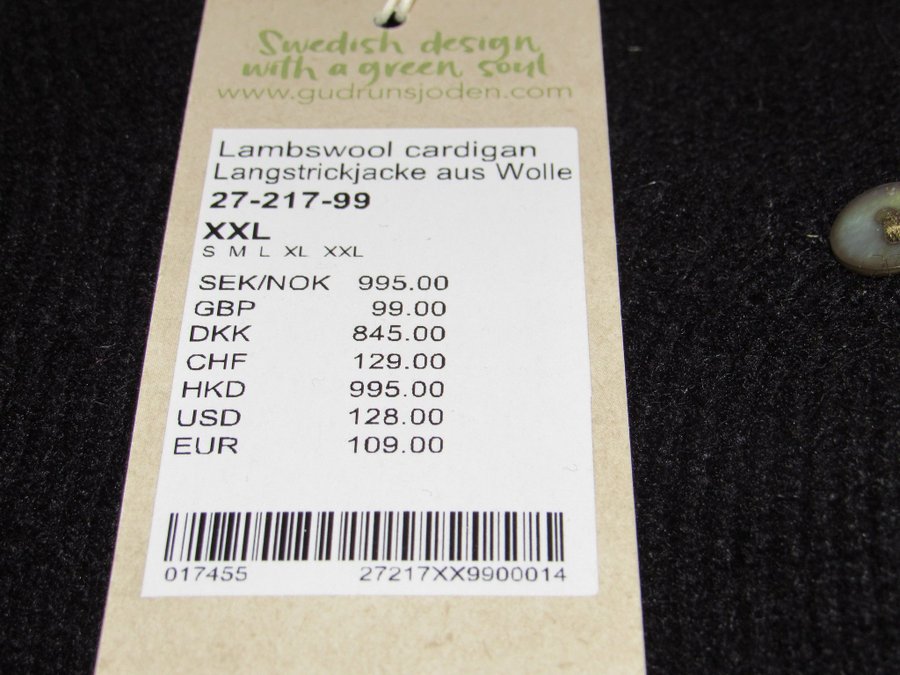 Swedish design
with a green soul
www.gudrunsjoden.com
Lambswool cardigan
Langstrickjacke aus Wolle
27-217-99
XXL
S M L XL XXL
SEK/NOK 995.00
GBP 99.00
DKK 845.00
CHF 129.00
HKD 995.00
USD 128.00
EUR 109.00
017455 27217XX9900014